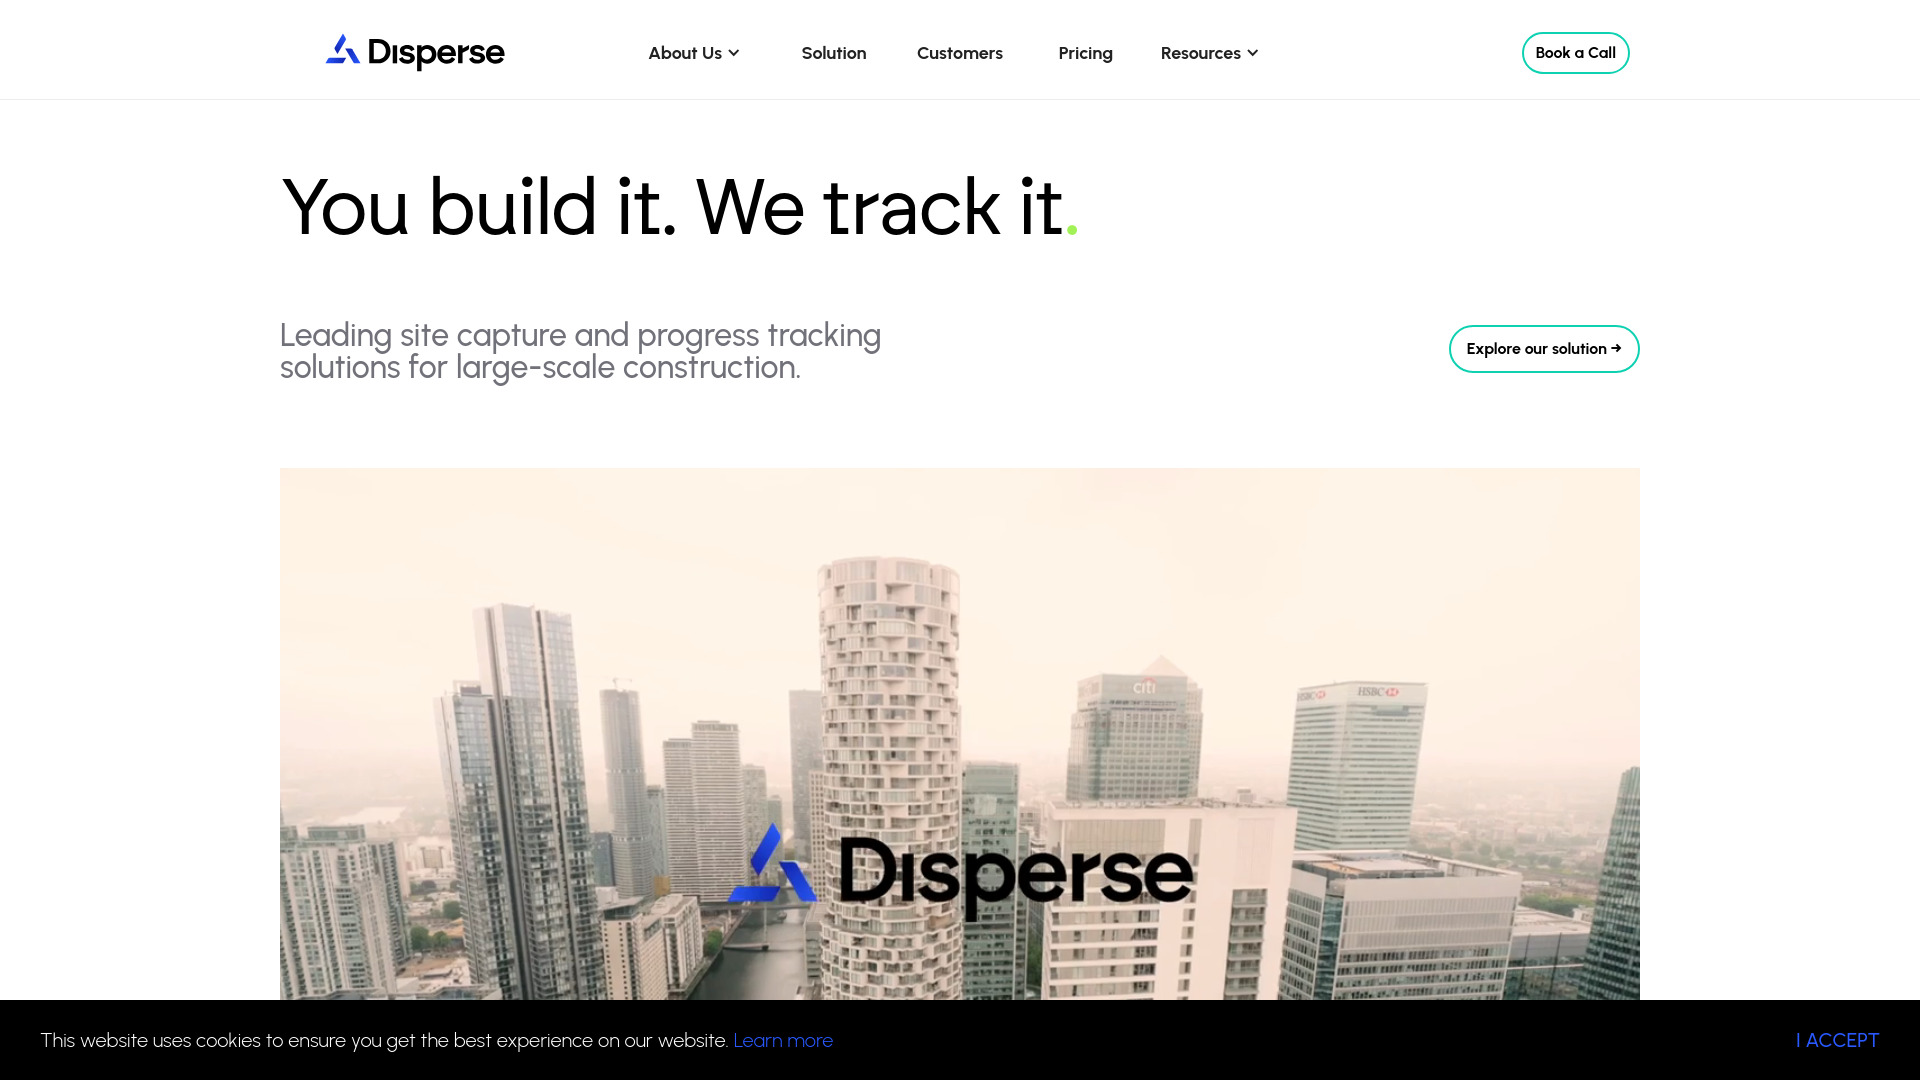 Disperse
About Us
Solution
Customers
Pricing
Resources
Book a Call
You build it. We track it.
Leading site capture and progress tracking
solutions for large-scale construction.
Explore our solution →
citi
HSBC
HSBC
Disperse
This website uses cookies to ensure you get the best experience on our website. Learn more
I ACCEPT